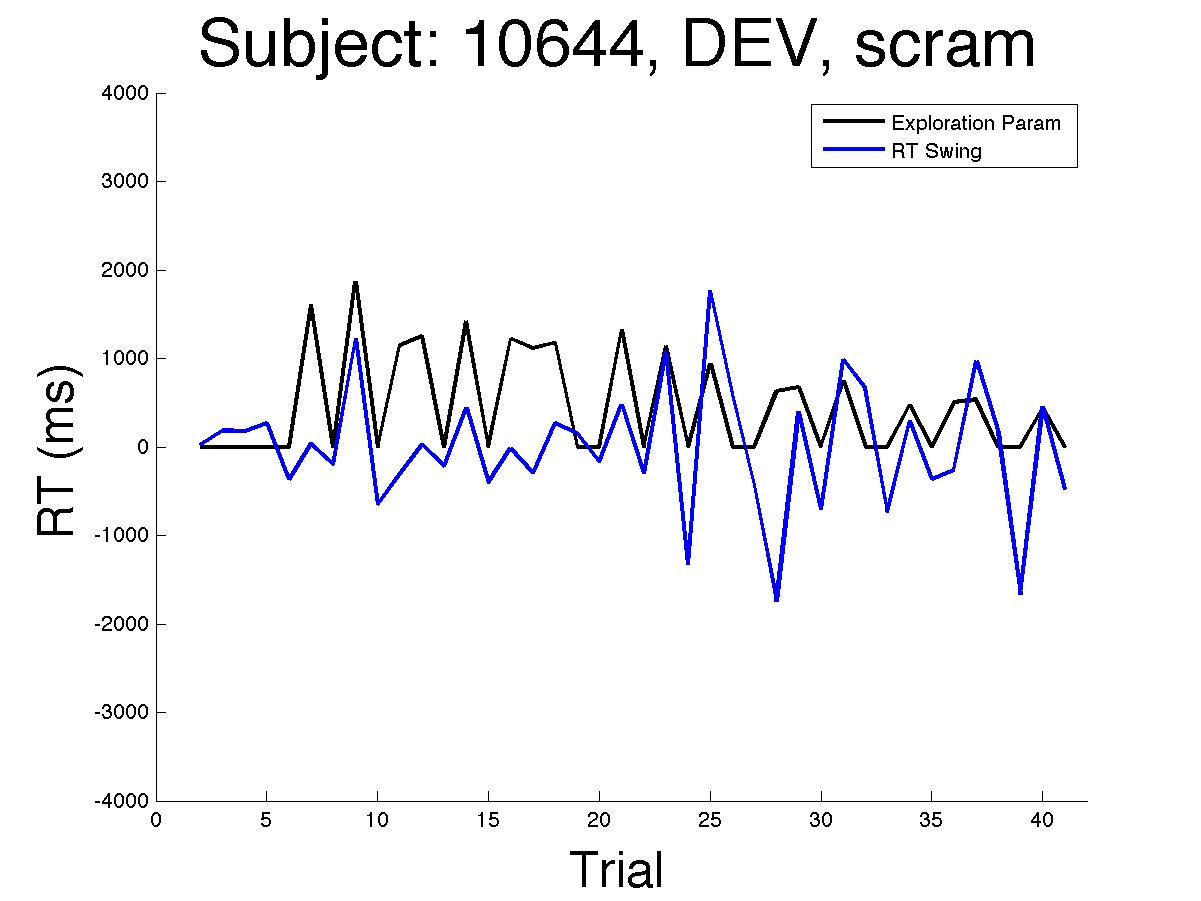 Subject: 10644, DEV, scram
4000
3000
2000
1000
0
-1000
-2000
-3000
-4000
RT (ms)
Exploration Param
RT Swing
0 5 10 15 20 25 30 35 40
Trial